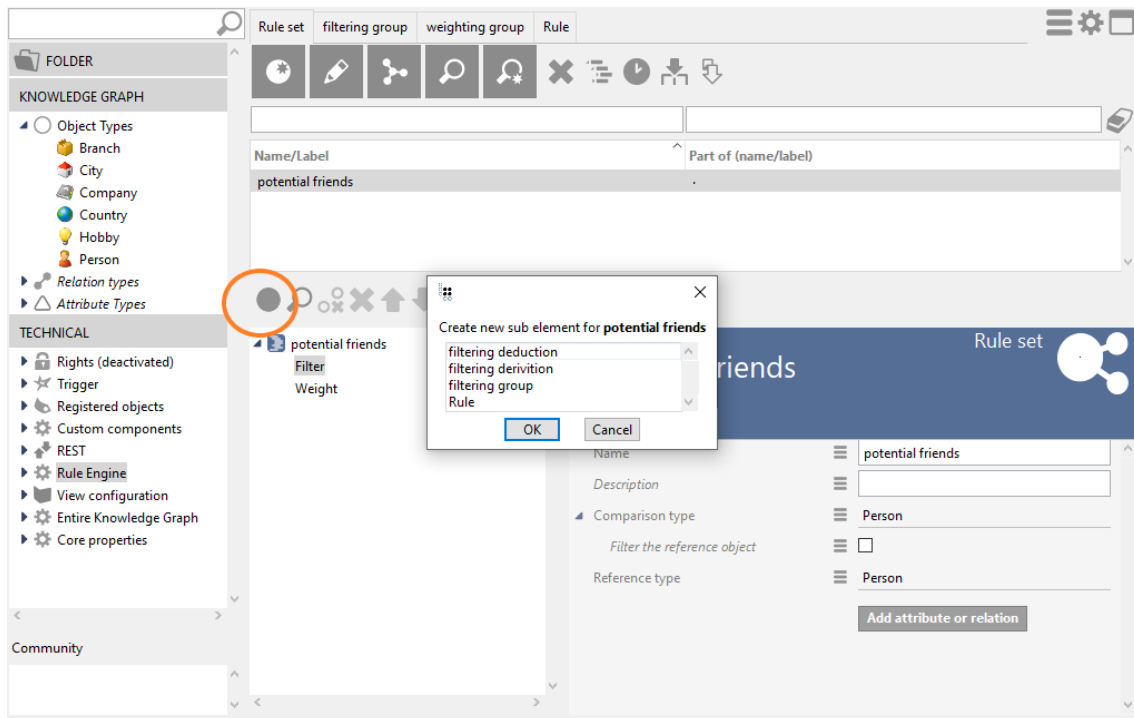 Rule set
filtering group
weighting group
Rule
FOLDER
KNOWLEDGE GRAPH
Object Types
Branch
City
Company
Country
Hobby
Person
Relation types
Attribute Types
TECHNICAL
Rights (deactivated)
Trigger
Registered objects
Custom components
REST
Rule Engine
View configuration
Entire Knowledge Graph
Core properties
Community
Name/Label
Part of (name/label)
potential friends
.
potential friends
Filter
Weight
Create new sub element for potential friends
filtering deduction
filtering derivition
filtering group
Rule
OK
Cancel
Rule set
riends
Name
potential friends
Description
Comparison type
Person
Filter the reference object
Reference type
Person
Add attribute or relation